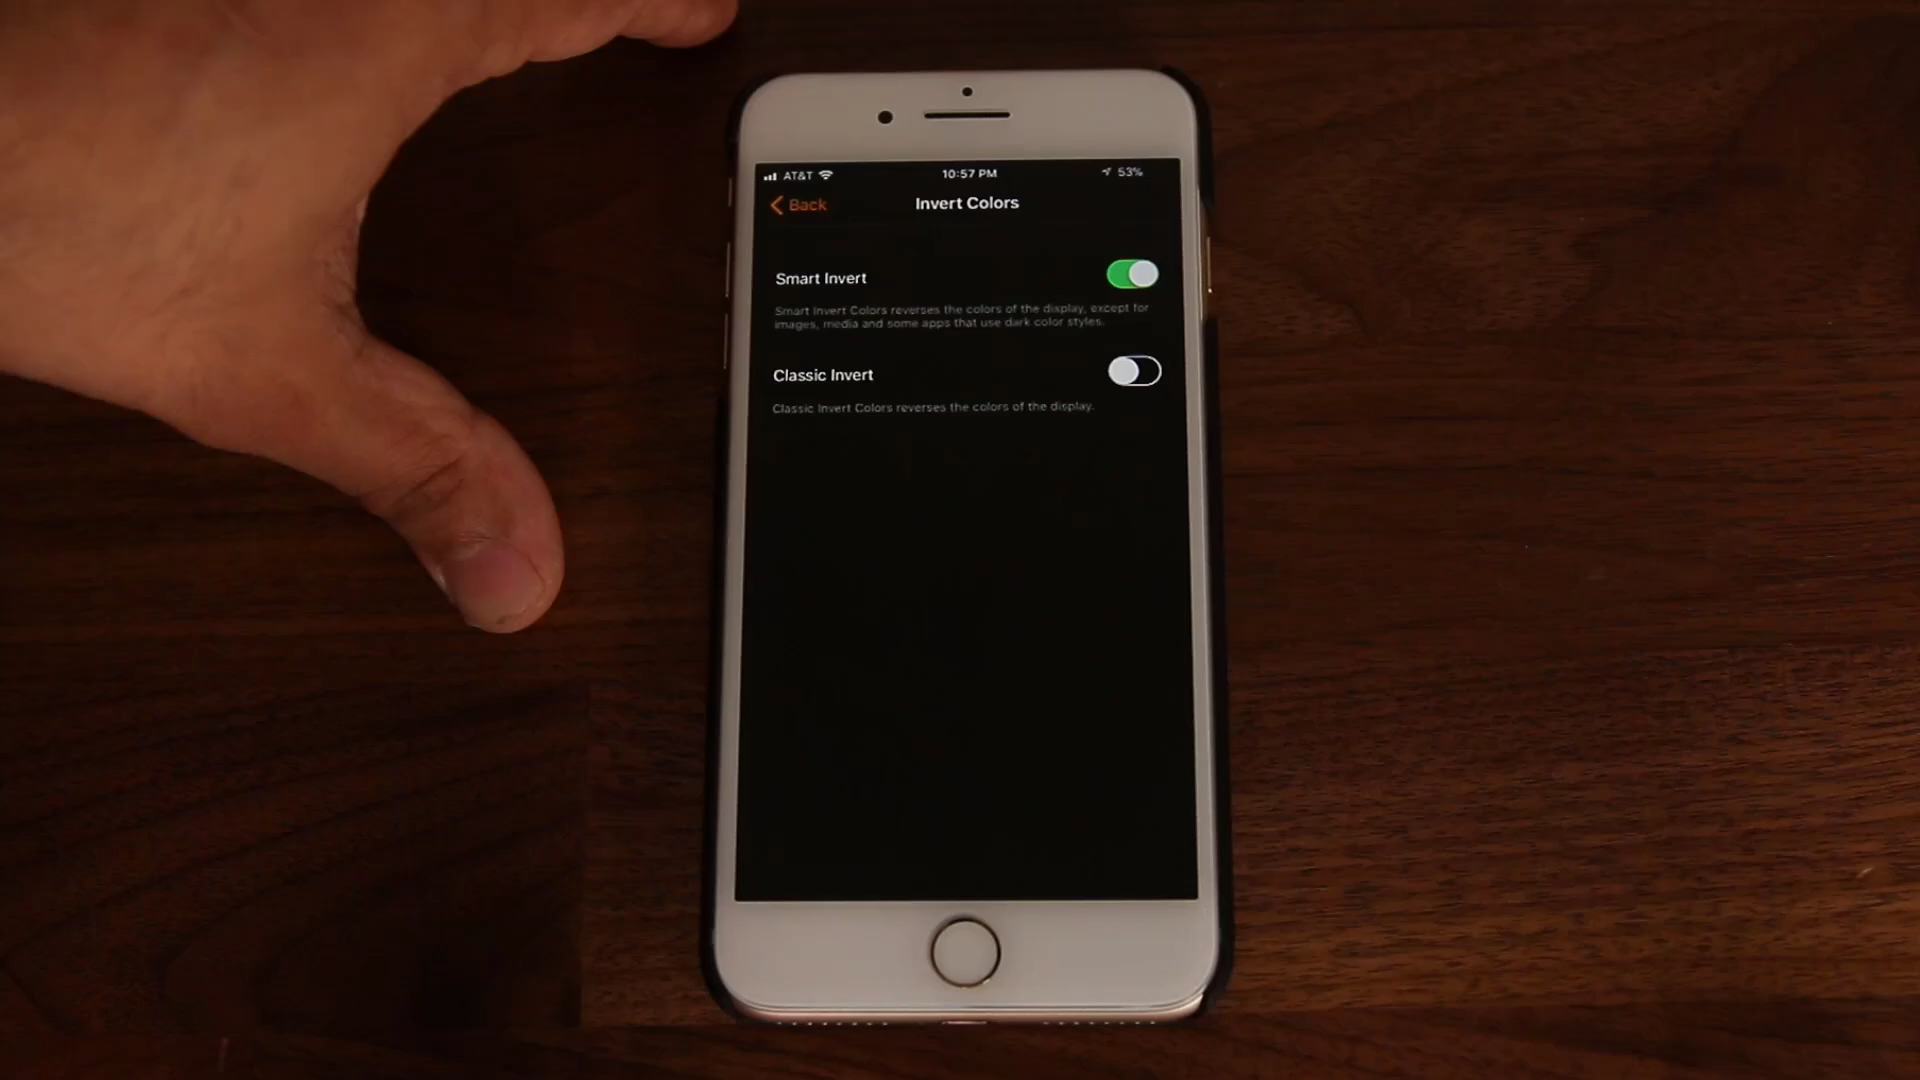 AT&T 10:57 PM 53%
Back Invert Colors
Smart Invert
Smart Invert Colors reverses the colors of the display, except for
images, media and some apps that use dark color styles.
Classic Invert
Classic Invert Colors reverses the colors of the display.